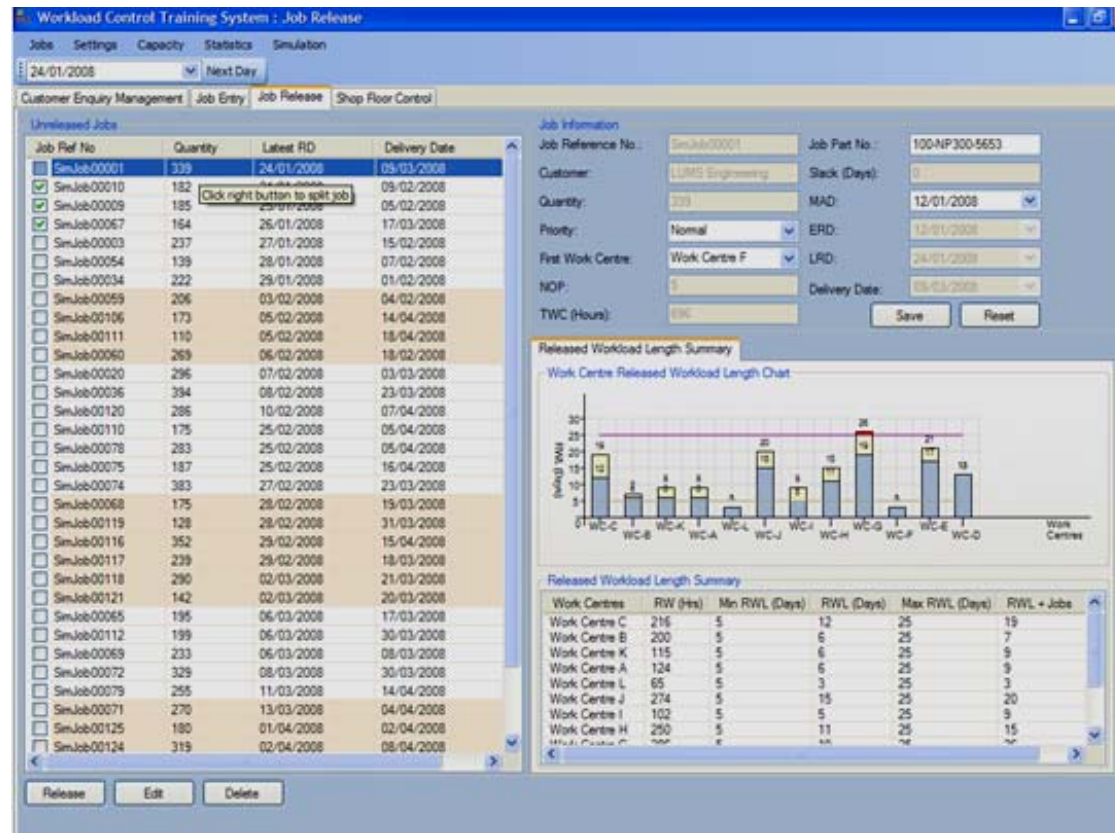 Workload Control Training System : Job Release
Jobs Settings Capacity Statistics Simulation
24/01/2008 Next Day
Customer Enquiry Management Job Entry Job Release Shop Floor Control
Unreleased Jobs
Job Ref No Quantity Latest RD Delivery Date
SimJob00001 339 24/01/2008 09/03/2008
SimJob00010 182 09/02/2008
Click right button to split job
SimJob00009 185 05/02/2008
SimJob00067 164 26/01/2008 17/03/2008
SimJob00003 237 27/01/2008 15/02/2008
SimJob00054 139 28/01/2008 07/02/2008
SimJob00034 222 29/01/2008 01/02/2008
SimJob00059 206 03/02/2008 04/02/2008
SimJob00106 173 05/02/2008 14/04/2008
SimJob00111 110 05/02/2008 18/04/2008
SimJob00060 269 06/02/2008 18/02/2008
SimJob00020 296 07/02/2008 03/03/2008
SimJob00036 394 08/02/2008 23/03/2008
SimJob00120 286 10/02/2008 07/04/2008
SimJob00110 175 25/02/2008 05/04/2008
SimJob00078 283 25/02/2008 05/04/2008
SimJob00075 187 25/02/2008 16/04/2008
SimJob00074 383 27/02/2008 23/03/2008
SimJob00068 175 28/02/2008 19/03/2008
SimJob00119 128 28/02/2008 31/03/2008
SimJob00116 352 29/02/2008 15/04/2008
SimJob00117 239 29/02/2008 18/03/2008
SimJob00118 290 02/03/2008 21/03/2008
SimJob00121 142 02/03/2008 20/03/2008
SimJob00065 195 06/03/2008 17/03/2008
SimJob00112 199 06/03/2008 30/03/2008
SimJob00069 233 06/03/2008 08/03/2008
SimJob00072 329 08/03/2008 30/03/2008
SimJob00079 255 11/03/2008 14/04/2008
SimJob00071 270 13/03/2008 04/04/2008
SimJob00125 180 01/04/2008 02/04/2008
SimJob00124 319 02/04/2008 08/04/2008
Release Edit Delete
Job Information
Job Reference No.: SimJob00001 Job Part No.: 100-NP300-5653
Customer: LUMS Engineering Slack (Days): 0
Quantity: 339 MAD: 12/01/2008
Priority: Normal ERD: 12/01/2008
First Work Centre: Work Centre F LRD: 24/01/2008
NOP: 5 Delivery Date: 09/03/2008
TWC (Hours): 696 Save Reset
Released Workload Length Summary
Work Centre Released Workload Length Chart
RWL (Days)
30
25
20
15
10
5
0
19 12
20 15
15 11
26 19
21 17
13
WC-C WC-B WC-K WC-A WC-L WC-J WC-I WC-H WC-G WC-F WC-E WC-D
Work Centres
Released Workload Length Summary
Work Centres RW (Hrs) Min RWL (Days) RWL (Days) Max RWL (Days) RWL + Jobs
Work Centre C 216 5 12 25 19
Work Centre B 200 5 6 25 7
Work Centre K 115 5 6 25 9
Work Centre A 124 5 6 25 9
Work Centre L 65 5 3 25 3
Work Centre J 274 5 15 25 20
Work Centre I 102 5 5 25 9
Work Centre H 250 5 11 25 15